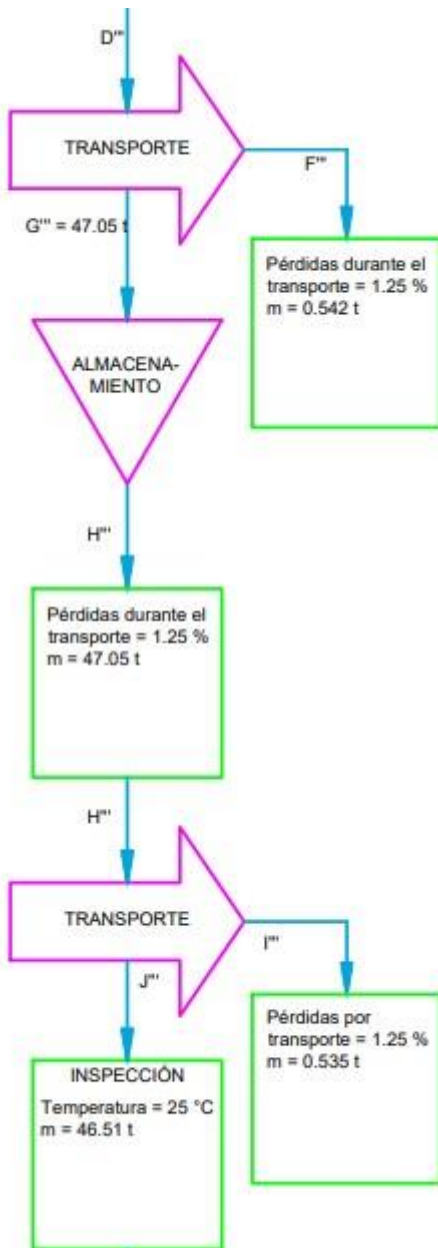 D'''
TRANSPORTE
F'''
G''' = 47.05 t
Pérdidas durante el
transporte = 1.25 %
m = 0.542 t
ALMACENA-
MIENTO
H'''
Pérdidas durante el
transporte = 1.25 %
m = 47.05 t
H'''
TRANSPORTE
I'''
J'''
Pérdidas por
transporte = 1.25 %
m = 0.535 t
INSPECCIÓN
Temperatura = 25 °C
m = 46.51 t